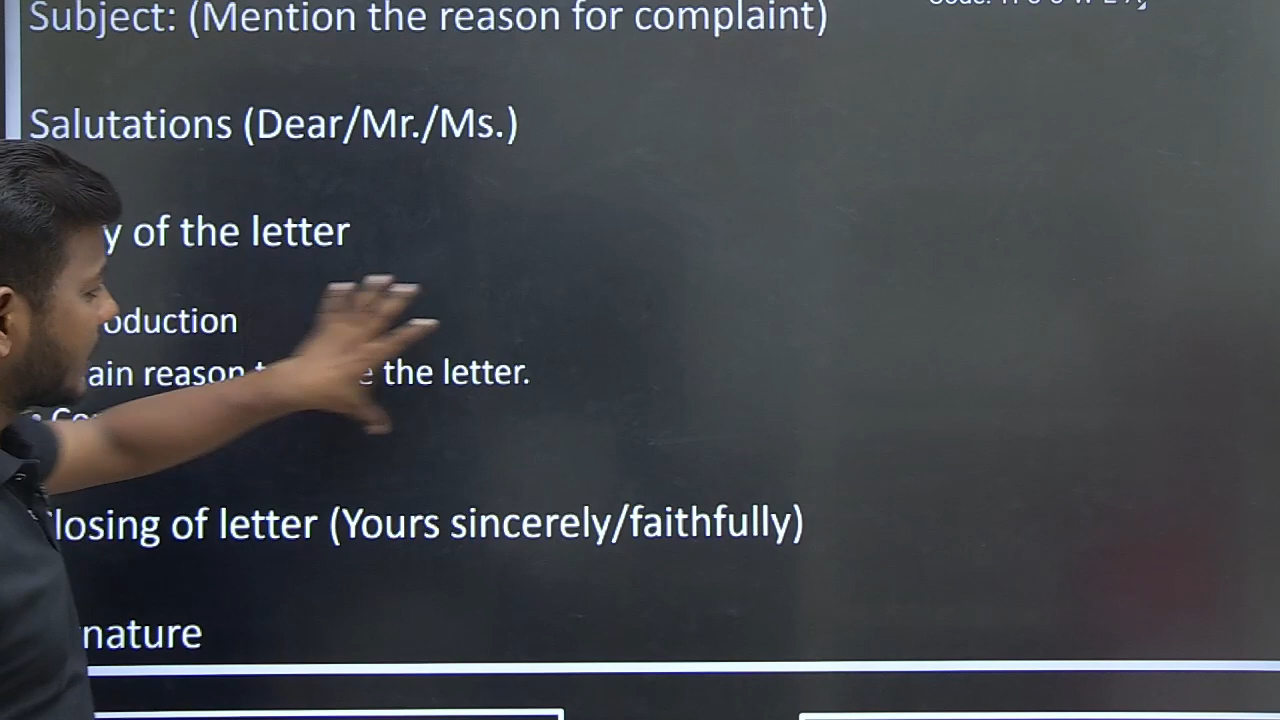 Subject: (Mention the reason for complaint)
Salutations (Dear/Mr./Ms.)
y of the letter
oduction
ain reason t e the letter.
losing of letter (Yours sincerely/faithfully)
nature